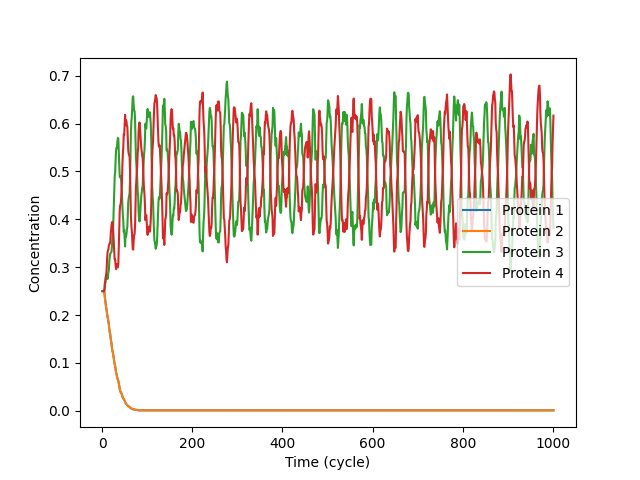 0.7
0.6
0.5
0.4
0.3
0.2
0.1
0.0
Concentration
0
200
400
600
800
1000
Time (cycle)
Protein 1
Protein 2
Protein 3
Protein 4